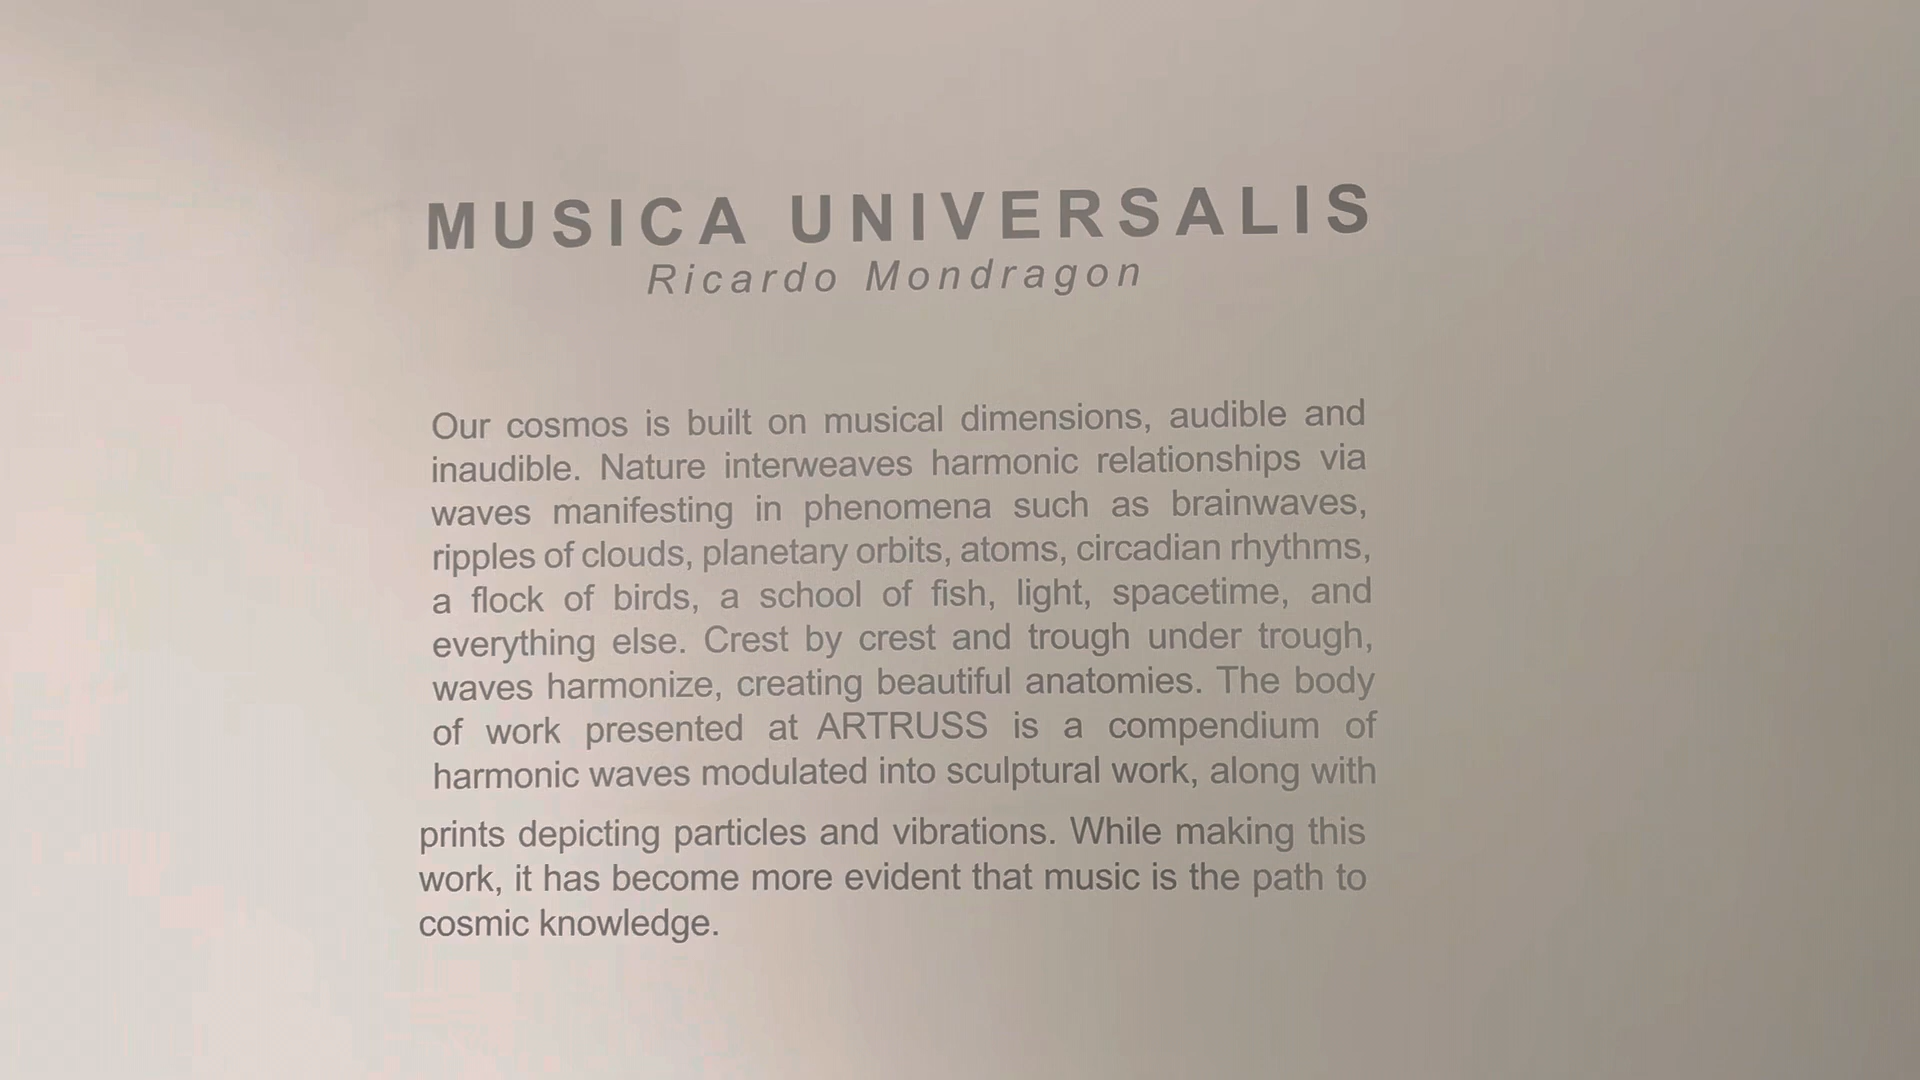 MUSICA UNIVERSALIS
Ricardo Mondragon
Our cosmos is built on musical dimensions, audible and
inaudible. Nature interweaves harmonic relationships via
waves manifesting in phenomena such as brainwaves,
ripples of clouds, planetary orbits, atoms, circadian rhythms,
a flock of birds, a school of fish, light, spacetime, and
everything else. Crest by crest and trough under trough,
waves harmonize, creating beautiful anatomies. The body
of work presented at ARTRUSS is a compendium of
harmonic waves modulated into sculptural work, along with
prints depicting particles and vibrations. While making this
work, it has become more evident that music is the path to
cosmic knowledge.